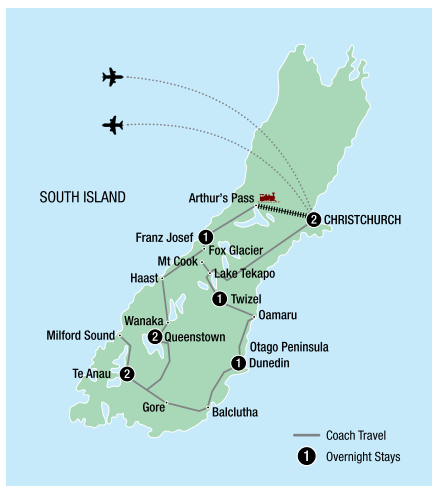 SOUTH ISLAND
Arthur's Pass
2 CHRISTCHURCH
Franz Josef 1
Fox Glacier
Mt Cook
Lake Tekapo
Haast
1 Twizel
Oamaru
Wanaka
Milford Sound
2 Queenstown
Otago Peninsula
1 Dunedin
Te Anau 2
Gore
Balclutha
Coach Travel
1 Overnight Stays